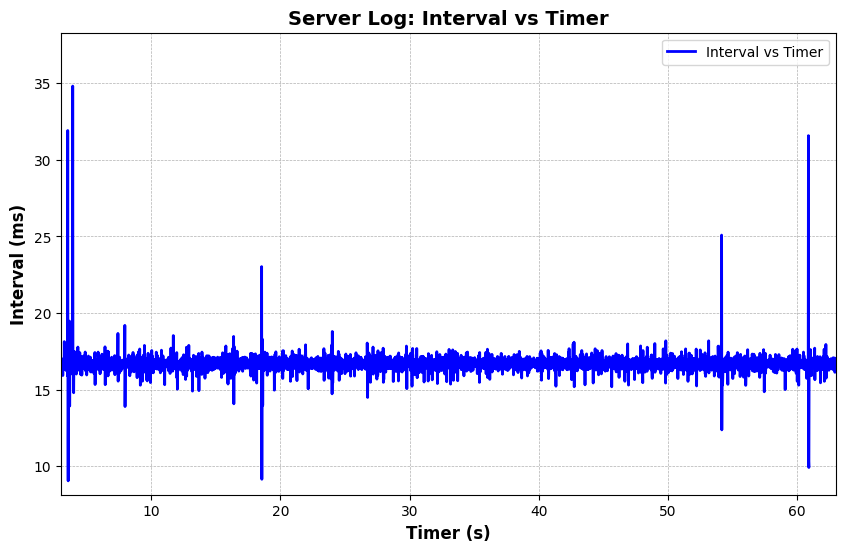 Server Log: Interval vs Timer
Interval vs Timer
Interval (ms)
35
30
25
20
15
10
10 20 30 40 50 60
Timer (s)